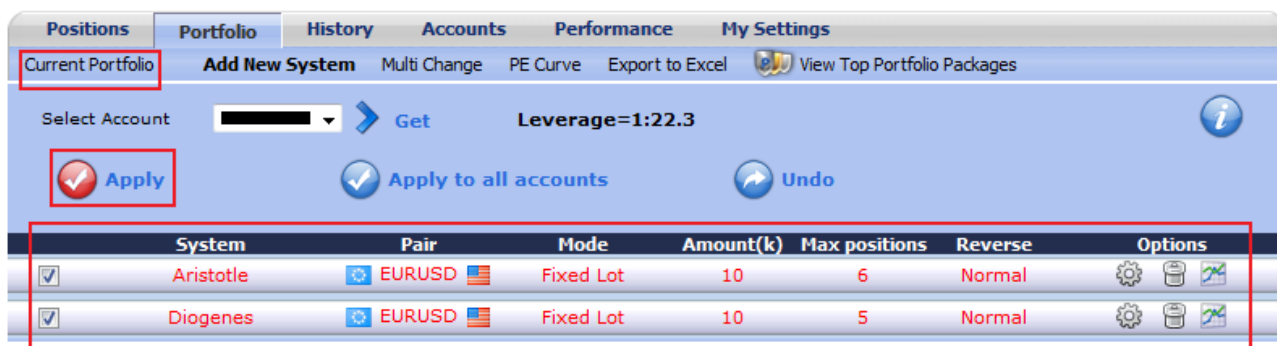 Positions Portfolio History Accounts Performance My Settings
Current Portfolio Add New System Multi Change PE Curve Export to Excel View Top Portfolio Packages
Select Account Get Leverage=1:22.3
Apply Apply to all accounts Undo
System Pair Mode Amount(k) Max positions Reverse Options
Aristotle EURUSD Fixed Lot 10 6 Normal
Diogenes EURUSD Fixed Lot 10 5 Normal